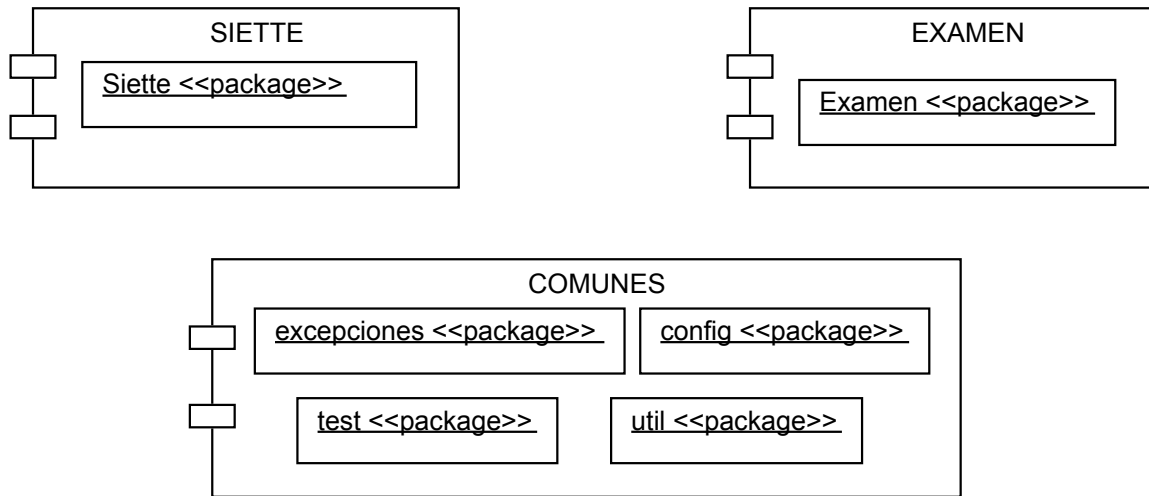 SIETTE
Siette <<package>>
EXAMEN
Examen <<package>>
COMUNES
excepciones <<package>>
config <<package>>
test <<package>>
util <<package>>